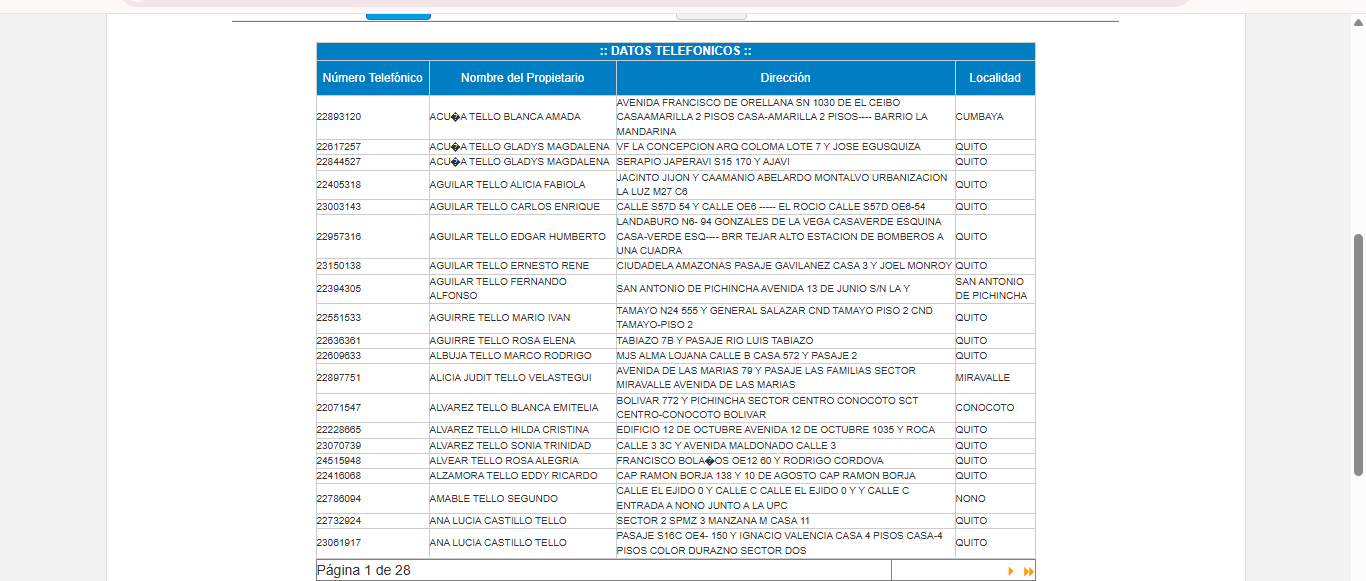 :: DATOS TELEFONICOS ::
Número Telefónico Nombre del Propietario Dirección Localidad
22893120 ACU�A TELLO BLANCA AMADA AVENIDA FRANCISCO DE ORELLANA SN 1030 DE EL CEIBO
CASAAMARILLA 2 PISOS CASA-AMARILLA 2 PISOS---- BARRIO LA
MANDARINA CUMBAYA
22617257 ACU�A TELLO GLADYS MAGDALENA VF LA CONCEPCION ARQ COLOMA LOTE 7 Y JOSE EGUSQUIZA QUITO
22844527 ACU�A TELLO GLADYS MAGDALENA SERAPIO JAPERAVI S15 170 Y AJAVI QUITO
22405318 AGUILAR TELLO ALICIA FABIOLA JACINTO JIJON Y CAAMANIO ABELARDO MONTALVO URBANIZACION
LA LUZ M27 C6 QUITO
23003143 AGUILAR TELLO CARLOS ENRIQUE CALLE S57D 54 Y CALLE OE6 ----- EL ROCIO CALLE S57D OE6-54 QUITO
22957316 AGUILAR TELLO EDGAR HUMBERTO LANDABURO N6- 94 GONZALES DE LA VEGA CASAVERDE ESQUINA
CASA-VERDE ESQ---- BRR TEJAR ALTO ESTACION DE BOMBEROS A
UNA CUADRA QUITO
23150138 AGUILAR TELLO ERNESTO RENE CIUDADELA AMAZONAS PASAJE GAVILANEZ CASA 3 Y JOEL MONROY QUITO
22394305 AGUILAR TELLO FERNANDO
ALFONSO SAN ANTONIO DE PICHINCHA AVENIDA 13 DE JUNIO S/N LA Y SAN ANTONIO
DE PICHINCHA
22551533 AGUIRRE TELLO MARIO IVAN TAMAYO N24 555 Y GENERAL SALAZAR CND TAMAYO PISO 2 CND
TAMAYO-PISO 2 QUITO
22636361 AGUIRRE TELLO ROSA ELENA TABIAZO 7B Y PASAJE RIO LUIS TABIAZO QUITO
22609633 ALBUJA TELLO MARCO RODRIGO MJS ALMA LOJANA CALLE B CASA 572 Y PASAJE 2 QUITO
22897751 ALICIA JUDIT TELLO VELASTEGUI AVENIDA DE LAS MARIAS 79 Y PASAJE LAS FAMILIAS SECTOR
MIRAVALLE AVENIDA DE LAS MARIAS MIRAVALLE
22071547 ALVAREZ TELLO BLANCA EMITELIA BOLIVAR 772 Y PICHINCHA SECTOR CENTRO CONOCOTO SCT
CENTRO-CONOCOTO BOLIVAR CONOCOTO
22228665 ALVAREZ TELLO HILDA CRISTINA EDIFICIO 12 DE OCTUBRE AVENIDA 12 DE OCTUBRE 1035 Y ROCA QUITO
23070739 ALVAREZ TELLO SONIA TRINIDAD CALLE 3 3C Y AVENIDA MALDONADO CALLE 3 QUITO
24515948 ALVEAR TELLO ROSA ALEGRIA FRANCISCO BOLA�OS OE12 60 Y RODRIGO CORDOVA QUITO
22416068 ALZAMORA TELLO EDDY RICARDO CAP RAMON BORJA 138 Y 10 DE AGOSTO CAP RAMON BORJA QUITO
22786094 AMABLE TELLO SEGUNDO CALLE EL EJIDO 0 Y CALLE C CALLE EL EJIDO 0 Y Y CALLE C
ENTRADA A NONO JUNTO A LA UPC NONO
22732924 ANA LUCIA CASTILLO TELLO SECTOR 2 SPMZ 3 MANZANA M CASA 11 QUITO
23061917 ANA LUCIA CASTILLO TELLO PASAJE S16C OE4- 150 Y IGNACIO VALENCIA CASA 4 PISOS CASA-4
PISOS COLOR DURAZNO SECTOR DOS QUITO
Página 1 de 28